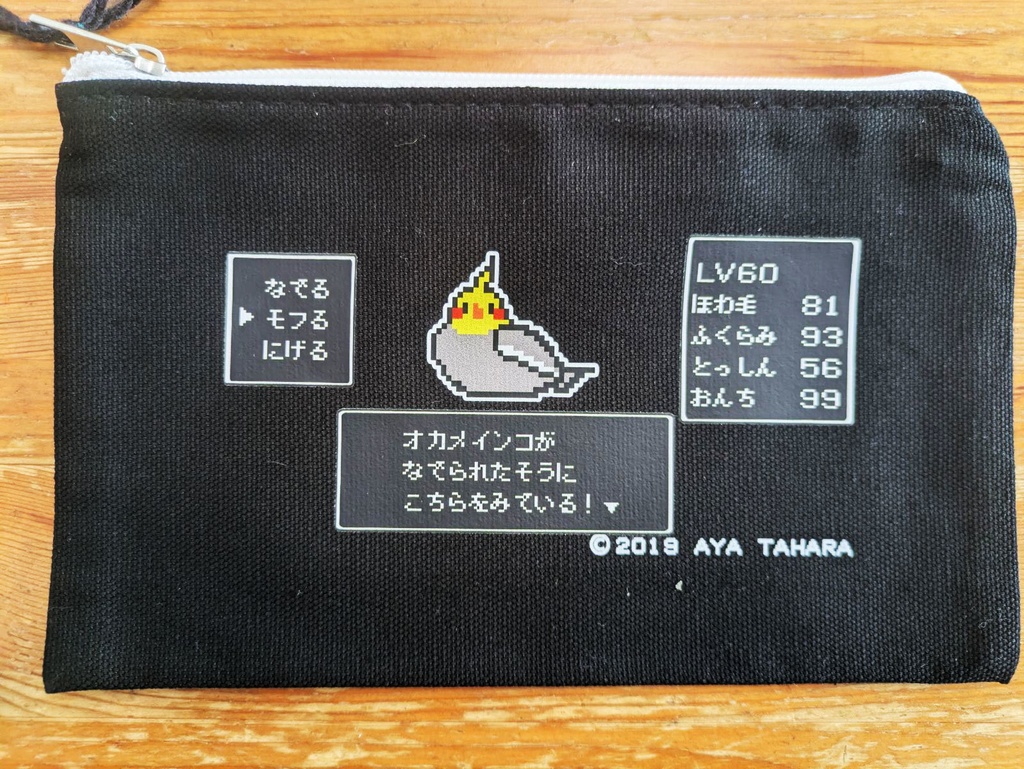 なでる
▶モフる
にげる
LV60
ほわ毛 81
ふくらみ 93
とっしん 56
おんち 99
オカメインコが
なでられたそうに
こちらをみている!▼
©2019 AYA TAHARA